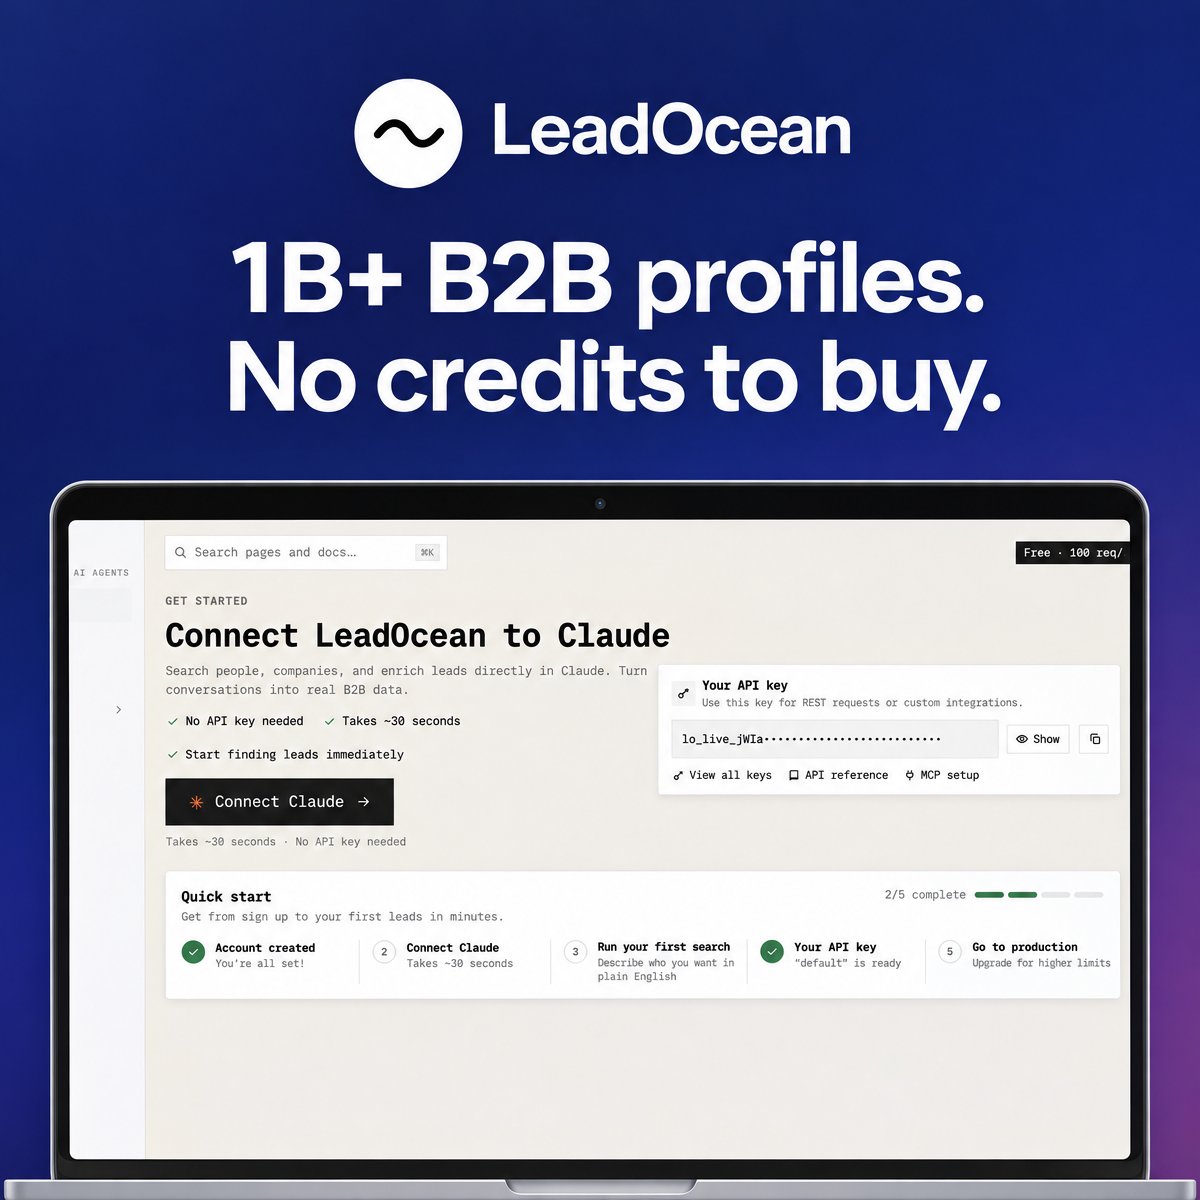 LeadOcean
1B+ B2B profiles.
No credits to buy.
Search pages and docs…
⌘K
Free · 100 req/
AI AGENTS
GET STARTED
Connect LeadOcean to Claude
Search people, companies, and enrich leads directly in Claude. Turn
conversations into real B2B data.
No API key needed
Takes ~30 seconds
Start finding leads immediately
Connect Claude →
Takes ~30 seconds · No API key needed
Your API key
Use this key for REST requests or custom integrations.
lo_live_jWIa••••••••••••••••••••••••••
Show
View all keys
API reference
MCP setup
Quick start
Get from sign up to your first leads in minutes.
2/5 complete
Account created
You're all set!
2
Connect Claude
Takes ~30 seconds
3
Run your first search
Describe who you want in
plain English
Your API key
"default" is ready
5
Go to production
Upgrade for higher limits